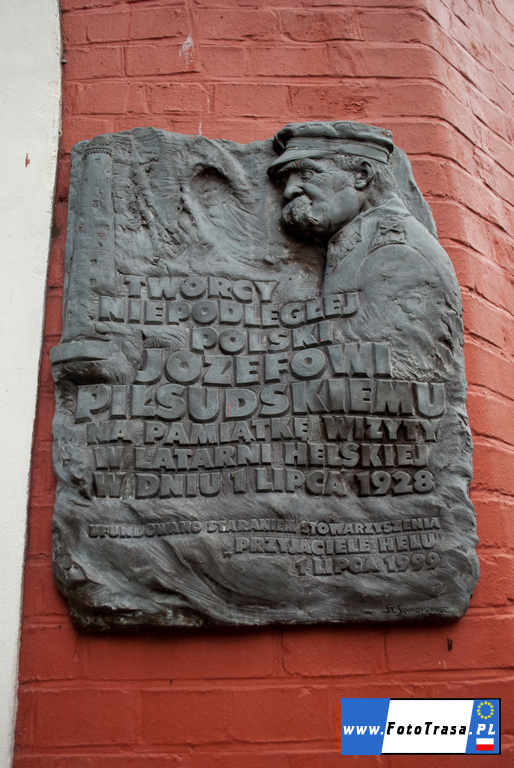 TWÓRCY
NIEPODLEGŁEJ
POLSKI
JÓZEFOWI
PIŁSUDSKIEMU
NA PAMIĄTKĘ WIZYTY
W LATARNI HELSKIEJ
W DNIU 1 LIPCA 1928
UFUNDOWANO STARANIEM STOWARZYSZENIA
„PRZYJACIELE HELU"
1 LIPCA 1999
www.FotoTrasa.PL